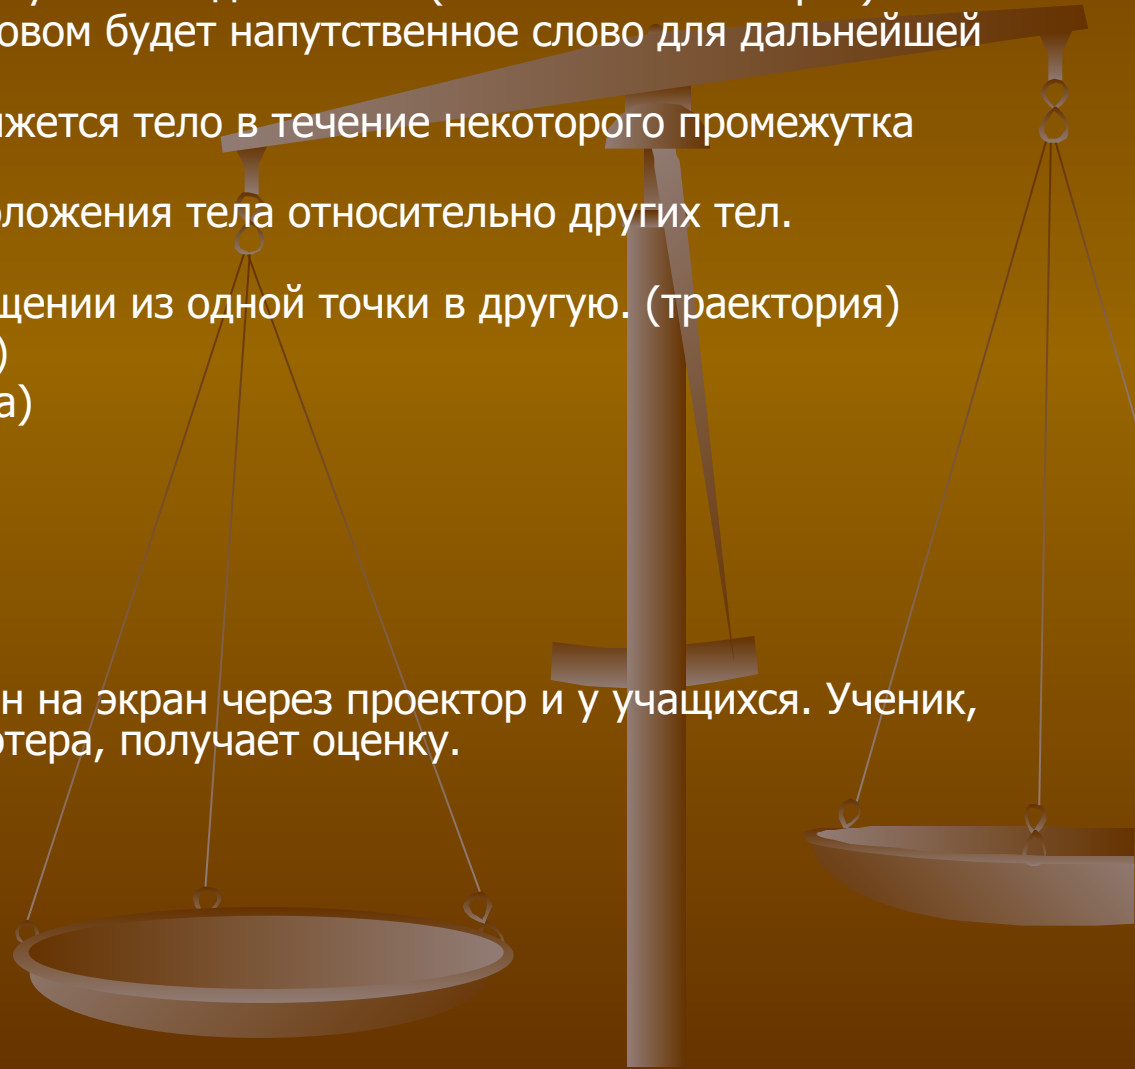 овом будет напутственное слово для дальнейшей
жется тело в течение некоторого промежутка
оложения тела относительно других тел.
щении из одной точки в другую. (траектория)
)
а)
н на экран через проектор и у учащихся. Ученик,
отера, получает оценку.